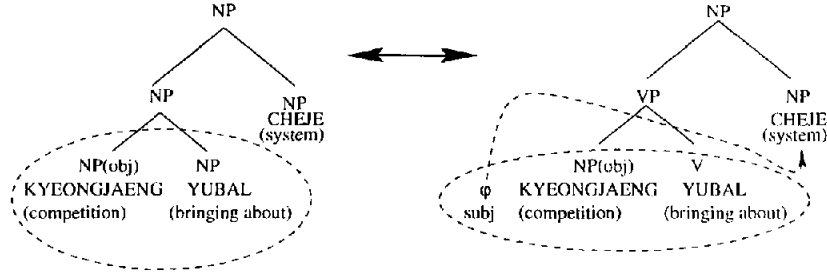 NP
NP
NP
CHEJE
(system)
NP(obj) NP
KYEONGJAENG YUBAL
(competition) (bringing about)
NP
VP
NP
CHEJE
(system)
NP(obj) V
φ KYEONGJAENG YUBAL
subj (competition) (bringing about)